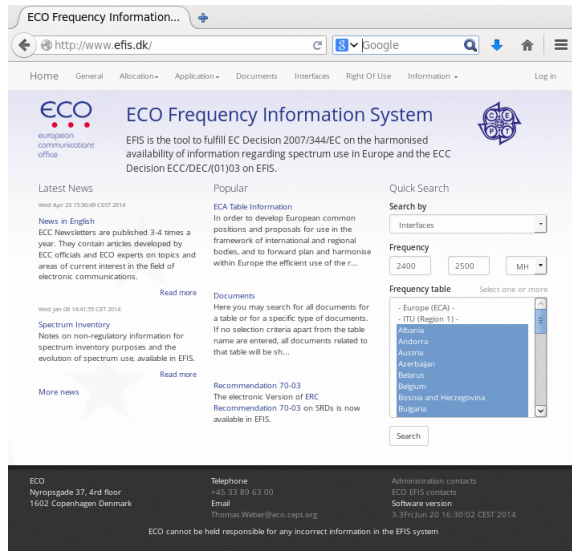 ECO Frequency Information...
http://www.efis.dk/
Google
Home General Allocation Application Documents Interfaces Right Of Use Information Log in
ECO
european
communications
office
ECO Frequency Information System
EFIS is the tool to fulfill EC Decision 2007/344/EC on the harmonised
availability of information regarding spectrum use in Europe and the ECC
Decision ECC/DEC/(01)03 on EFIS.
CEPT
Latest News
Wed Apr 23 15:30:49 CEST 2014
News in English
ECC Newsletters are published 3-4 times a
year. They contain articles developed by
ECC officials and ECO experts on topics and
areas of current interest in the field of
electronic communications.
Read more
Wed Jan 08 14:41:55 CET 2014
Spectrum Inventory
Notes on non-regulatory information for
spectrum inventory purposes and the
evolution of spectrum use, available in EFIS.
Read more
More news
Popular
ECA Table Information
In order to develop European common
positions and proposals for use in the
framework of international and regional
bodies, and to forward plan and harmonise
within Europe the efficient use of the r...
Documents
Here you may search for all documents for
a table or for a specific type of documents.
If no selection criteria apart from the table
name are entered, all documents related to
that table will be sh...
Recommendation 70-03
The electronic Version of ERC
Recommendation 70-03 on SRDs is now
available in EFIS.
Quick Search
Search by
Interfaces
Frequency
2400 2500 MH
Frequency table Select one or more
- Europe (ECA) -
- ITU (Region 1) -
Albania
Andorra
Austria
Azerbaijan
Belarus
Belgium
Bosnia and Herzegovina
Bulgaria
Search
ECO
Nyropsgade 37, 4rd floor
1602 Copenhagen Denmark
Telephone
+45 33 89 63 00
Email
Thomas.Weber@eco.cept.org
Administration contacts
ECO EFIS contacts
Software version
3.3Fri Jun 20 16:30:02 CEST 2014
ECO cannot be held responsible for any incorrect information in the EFIS system